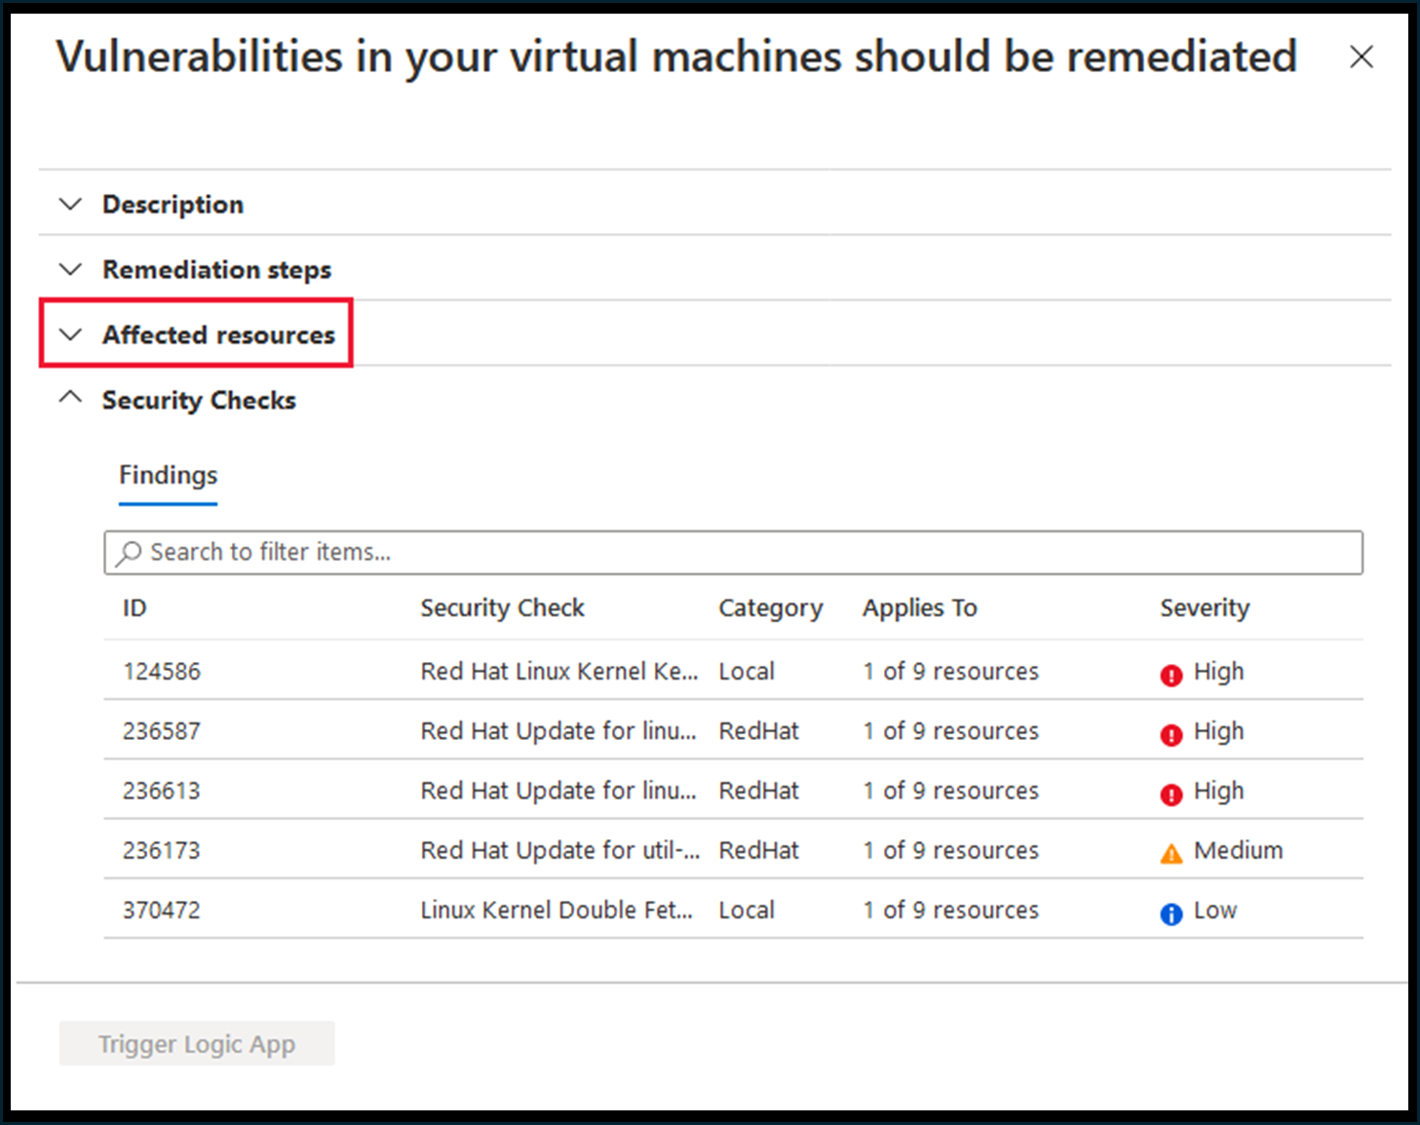 Vulnerabilities in your virtual machines should be remediated
Description
Remediation steps
Affected resources
Security Checks
Findings
Search to filter items...
ID Security Check Category Applies To Severity
124586 Red Hat Linux Kernel Ke... Local 1 of 9 resources High
236587 Red Hat Update for linu... RedHat 1 of 9 resources High
236613 Red Hat Update for linu... RedHat 1 of 9 resources High
236173 Red Hat Update for util-... RedHat 1 of 9 resources Medium
370472 Linux Kernel Double Fet... Local 1 of 9 resources Low
Trigger Logic App